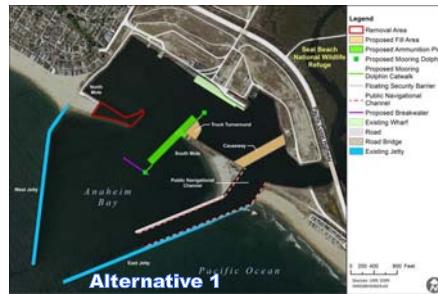 Legend
Removal Area
Proposed Fill Area
Proposed Ammunition
Proposed Mooring
Proposed Mooring
Dolphin Catwalk
Floating Security Barrier
Public Navigational
Channel
Proposed Breakwater
Existing Wharf
Road
Road Bridge
Existing Jetty
Seal Beach
National Wildlife
Refuge
North
Mole
Truck Turnaround
South Mole
Causeway
Public Navigational
Channel
West Jetty
Anaheim
Bay
East Jetty
Pacific Ocean
Alternative 1
0 200 400 800 Feet